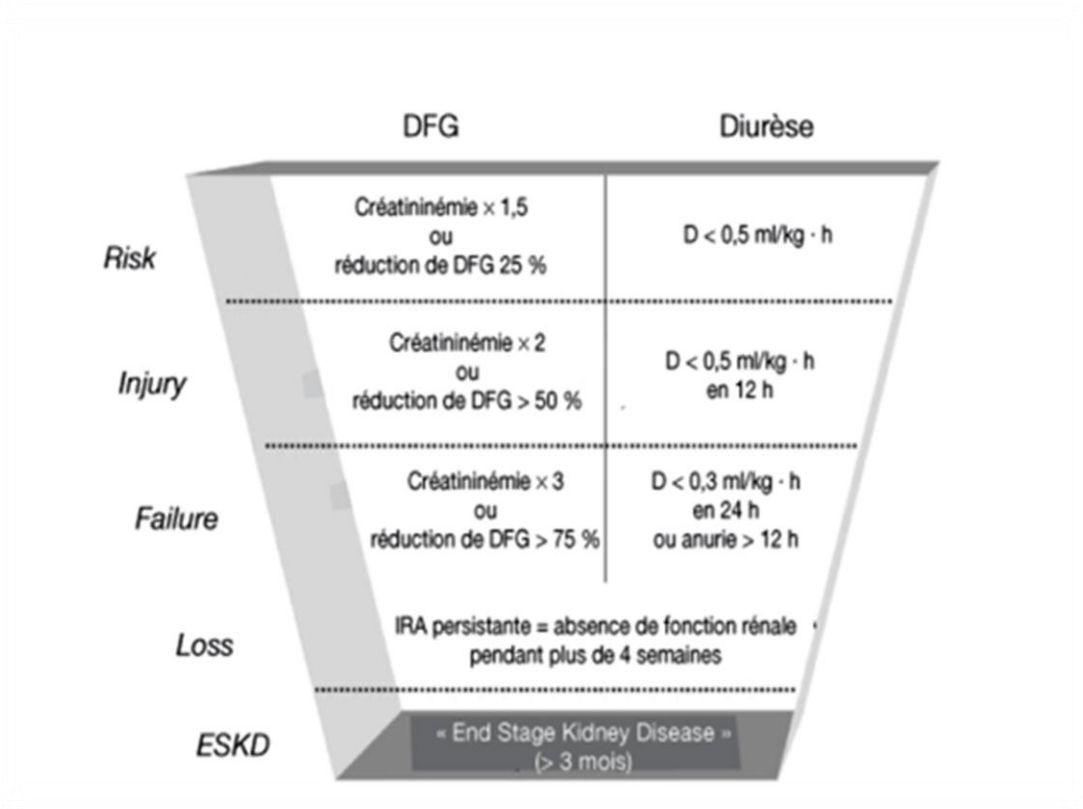 DFG
Diurèse
Risk
Créatininémie × 1,5
ou
réduction de DFG 25 %
D < 0,5 ml/kg · h
Injury
Créatininémie × 2
ou
réduction de DFG > 50 %
D < 0,5 ml/kg · h
en 12 h
Failure
Créatininémie × 3
ou
réduction de DFG > 75 %
D < 0,3 ml/kg · h
en 24 h
ou anurie > 12 h
Loss
IRA persistante = absence de fonction rénale
pendant plus de 4 semaines
ESKD
« End Stage Kidney Disease »
(> 3 mois)